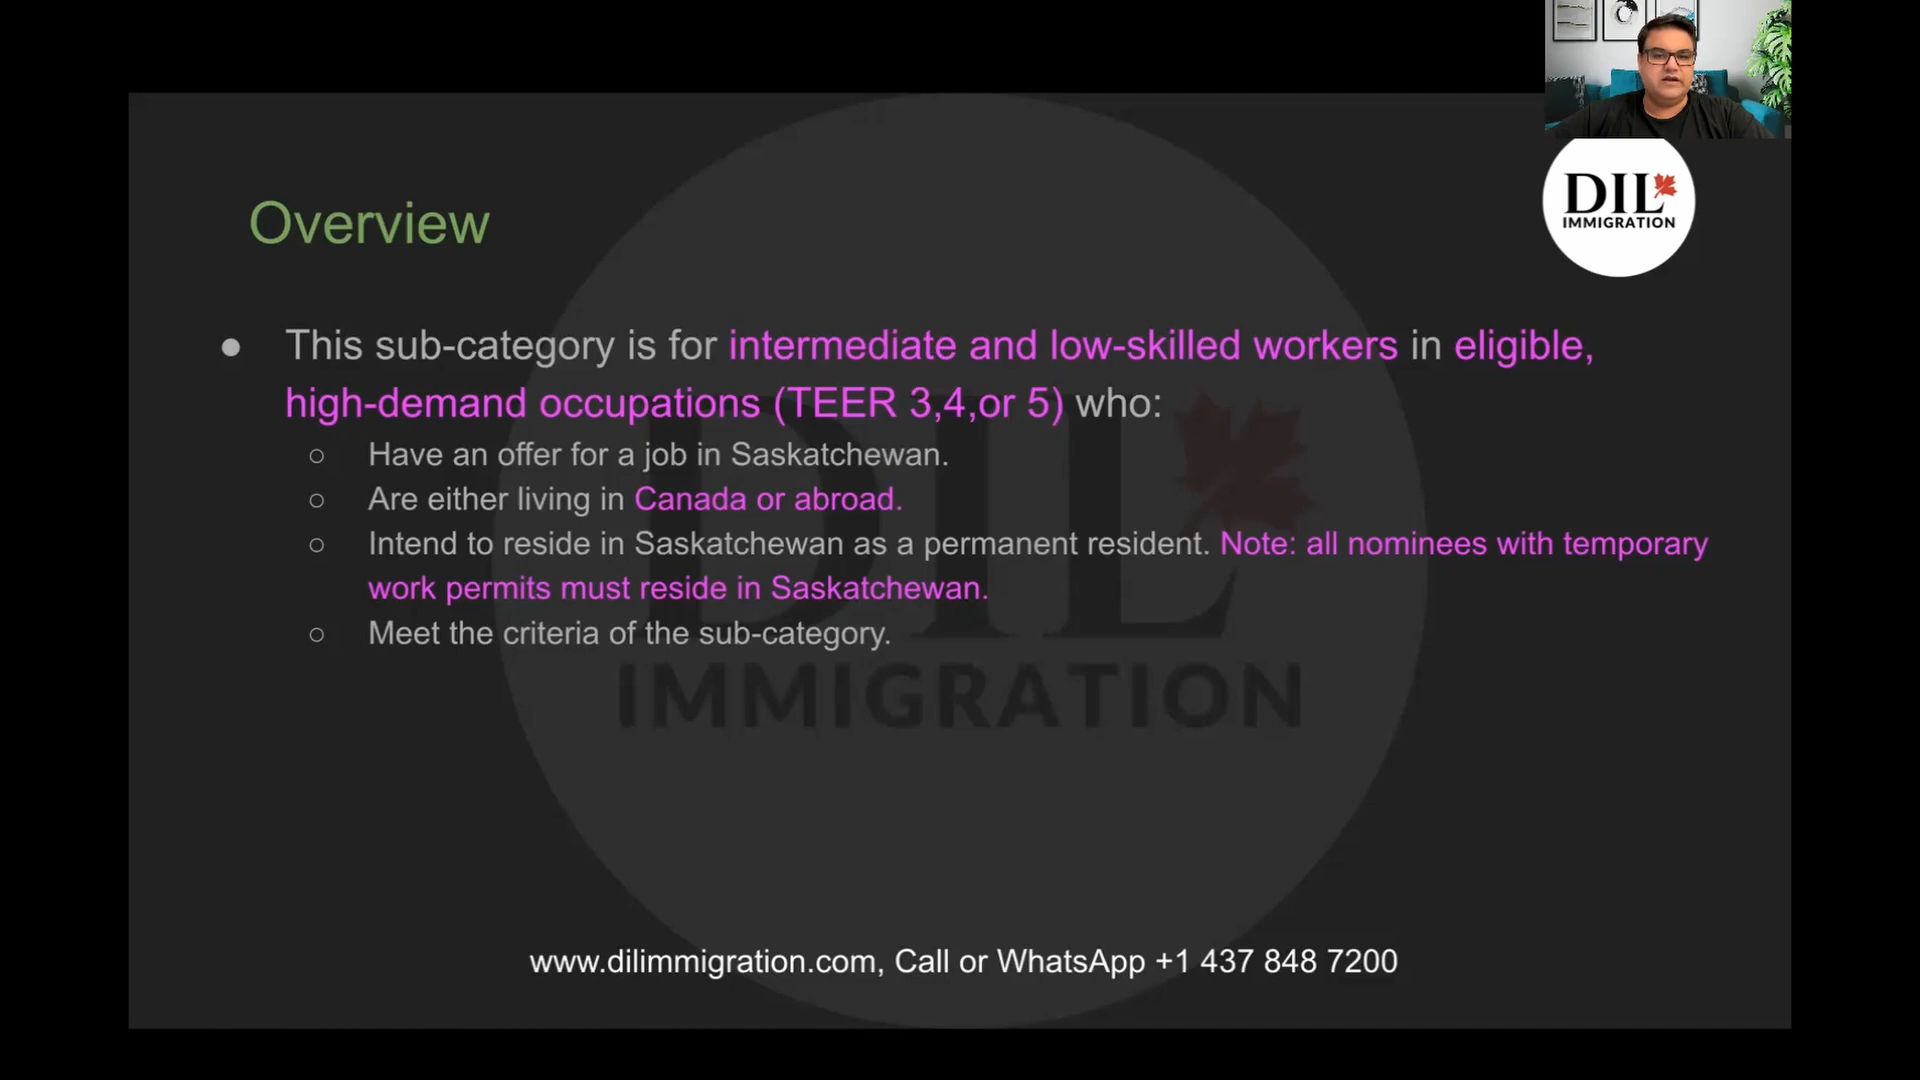 DIL
IMMIGRATION
Overview
● This sub-category is for intermediate and low-skilled workers in eligible,
high-demand occupations (TEER 3,4,or 5) who:
○ Have an offer for a job in Saskatchewan.
○ Are either living in Canada or abroad.
○ Intend to reside in Saskatchewan as a permanent resident. Note: all nominees with temporary
work permits must reside in Saskatchewan.
○ Meet the criteria of the sub-category.
DIL
IMMIGRATION
www.dilimmigration.com, Call or WhatsApp +1 437 848 7200